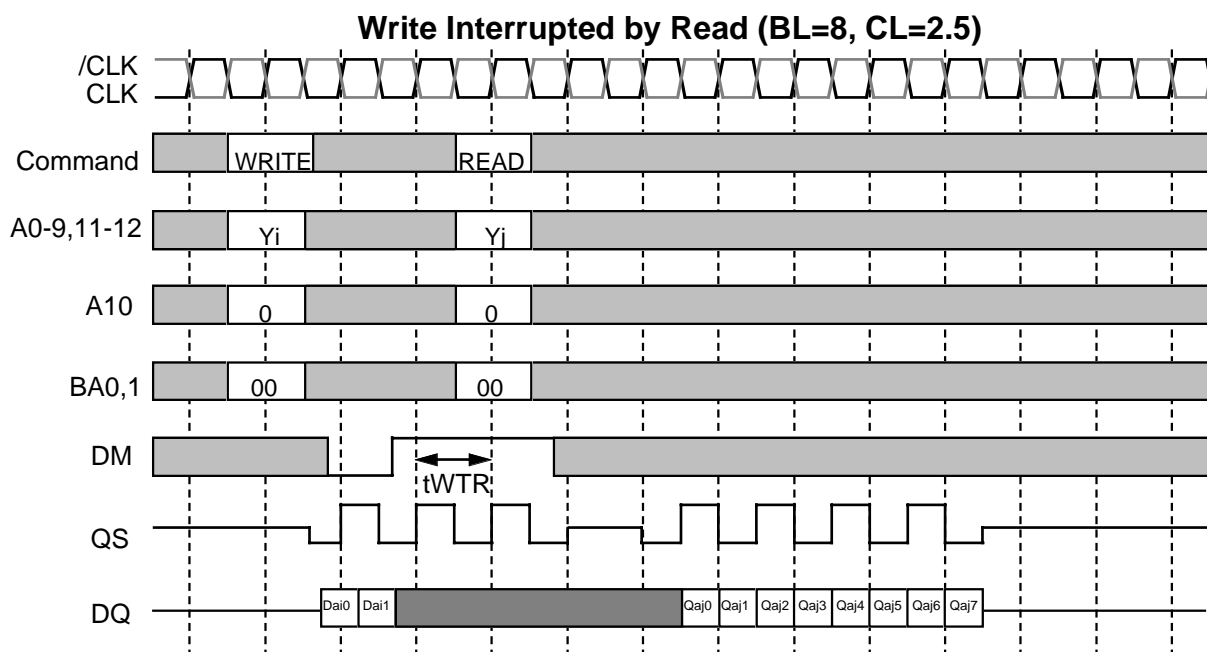 Write Interrupted by Read (BL=8, CL=2.5)
/CLK
CLK
Command WRITE READ
A0-9,11-12 Yi Yj
A10 0 0
BA0,1 00 00
DM
tWTR
QS
DQ Dai0 Dai1 Qaj0 Qaj1 Qaj2 Qaj3 Qaj4 Qaj5 Qaj6 Qaj7